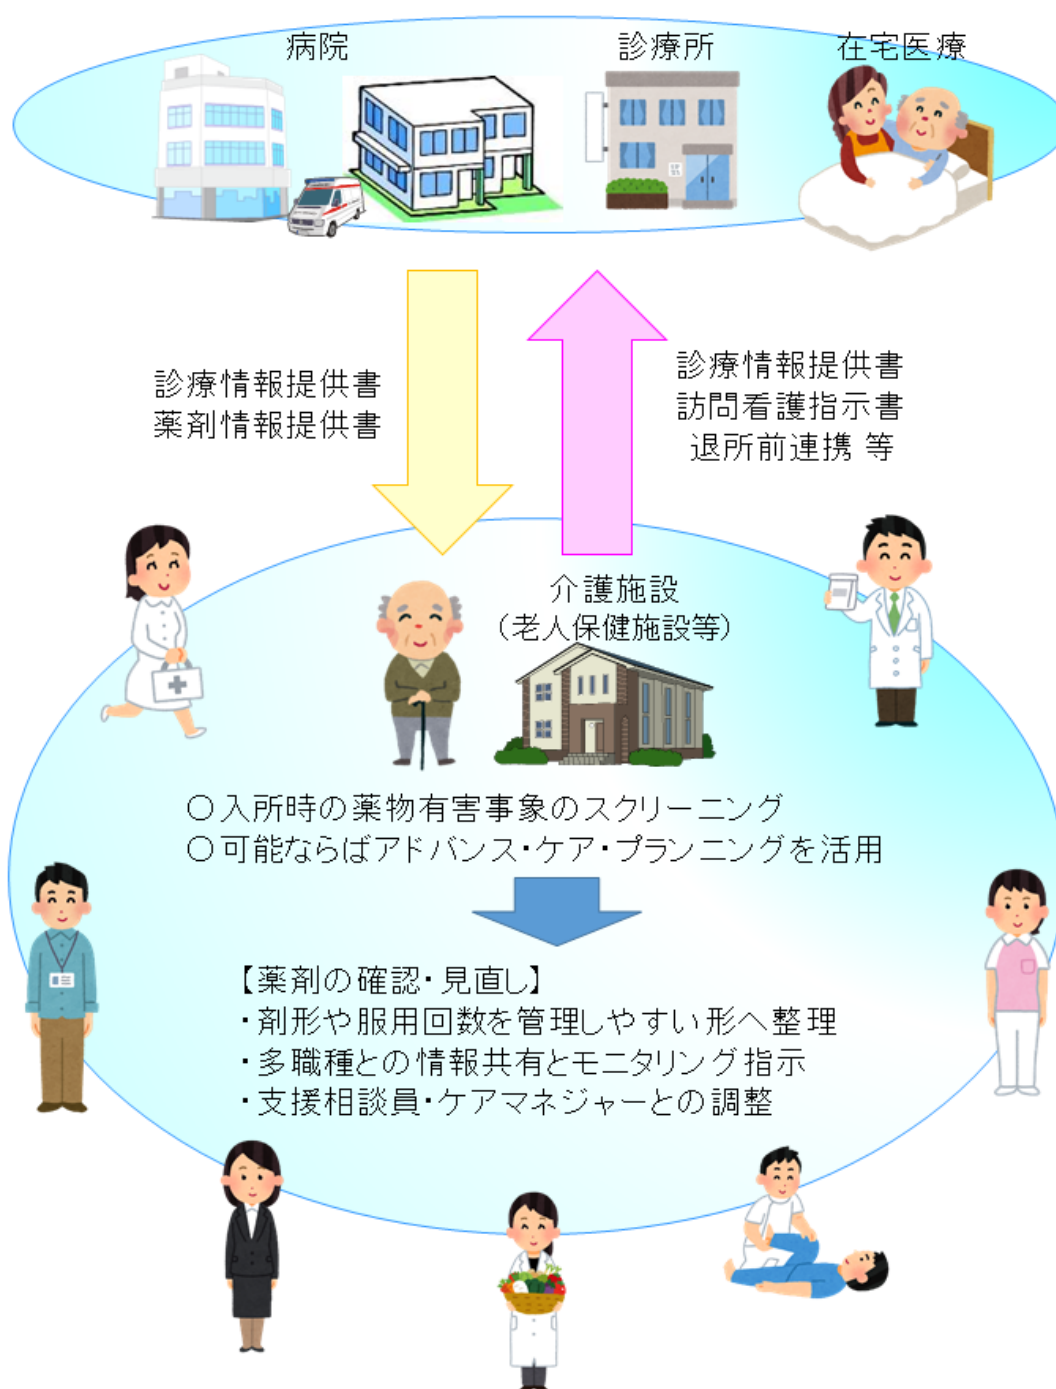 病院
診療所
在宅医療
診療情報提供書
薬剤情報提供書
診療情報提供書
訪問看護指示書
退所前連携 等
介護施設
（老人保健施設等）
○入所時の薬物有害事象のスクリーニング
○可能ならばアドバンス・ケア・プランニングを活用
【薬剤の確認・見直し】
・剤形や服用回数を管理しやすい形へ整理
・多職種との情報共有とモニタリング指示
・支援相談員・ケアマネジャーとの調整